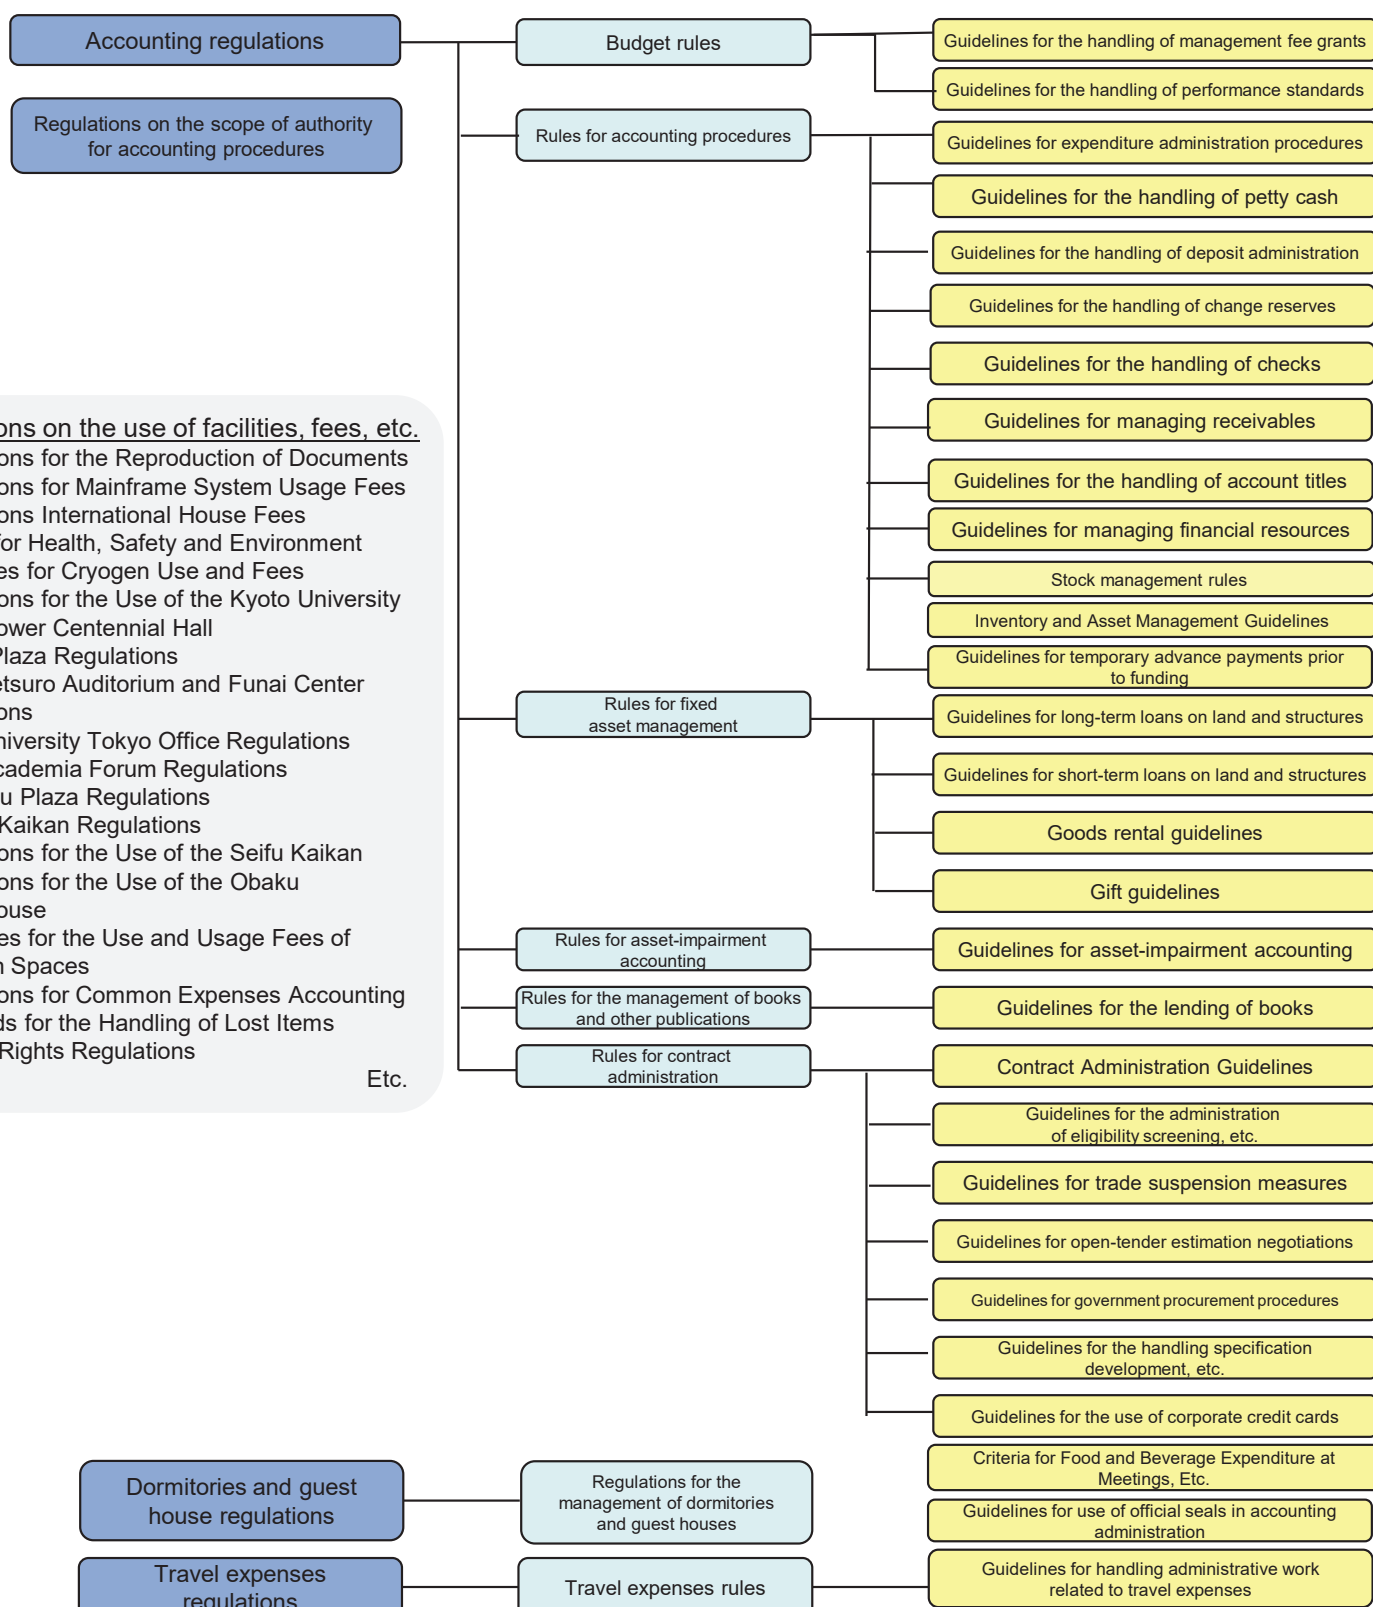 Accounting regulations
Regulations on the scope of authority
for accounting procedures
ons on the use of facilities, fees, etc.
ons for the Reproduction of Documents
ons for Mainframe System Usage Fees
ons International House Fees
for Health, Safety and Environment
es for Cryogen Use and Fees
ons for the Use of the Kyoto University
ower Centennial Hall
Plaza Regulations
etsuro Auditorium and Funai Center
ons
niversity Tokyo Office Regulations
cademia Forum Regulations
u Plaza Regulations
Kaikan Regulations
ons for the Use of the Seifu Kaikan
ons for the Use of the Obaku
ouse
es for the Use and Usage Fees of
n Spaces
ons for Common Expenses Accounting
ds for the Handling of Lost Items
Rights Regulations
Etc.
Dormitories and guest
house regulations
Travel expenses
regulations
Budget rules
Rules for accounting procedures
Rules for fixed
asset management
Rules for asset-impairment
accounting
Rules for the management of books
and other publications
Rules for contract
administration
Regulations for the
management of dormitories
and guest houses
Travel expenses rules
Guidelines for the handling of management fee grants
Guidelines for the handling of performance standards
Guidelines for expenditure administration procedures
Guidelines for the handling of petty cash
Guidelines for the handling of deposit administration
Guidelines for the handling of change reserves
Guidelines for the handling of checks
Guidelines for managing receivables
Guidelines for the handling of account titles
Guidelines for managing financial resources
Stock management rules
Inventory and Asset Management Guidelines
Guidelines for temporary advance payments prior
to funding
Guidelines for long-term loans on land and structures
Guidelines for short-term loans on land and structures
Goods rental guidelines
Gift guidelines
Guidelines for asset-impairment accounting
Guidelines for the lending of books
Contract Administration Guidelines
Guidelines for the administration
of eligibility screening, etc.
Guidelines for trade suspension measures
Guidelines for open-tender estimation negotiations
Guidelines for government procurement procedures
Guidelines for the handling specification
development, etc.
Guidelines for the use of corporate credit cards
Criteria for Food and Beverage Expenditure at
Meetings, Etc.
Guidelines for use of official seals in accounting
administration
Guidelines for handling administrative work
related to travel expenses